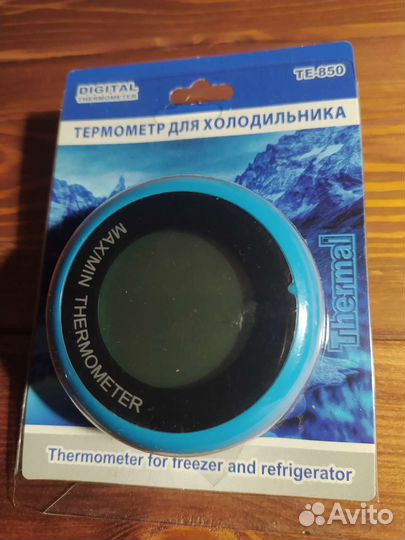 DIGITAL
THERMOMETER
TE-850
ТЕРМОМЕТР ДЛЯ ХОЛОДИЛЬНИКА
MAX/MIN THERMOMETER
Thermal
Thermometer for freezer and refrigerator
Avito